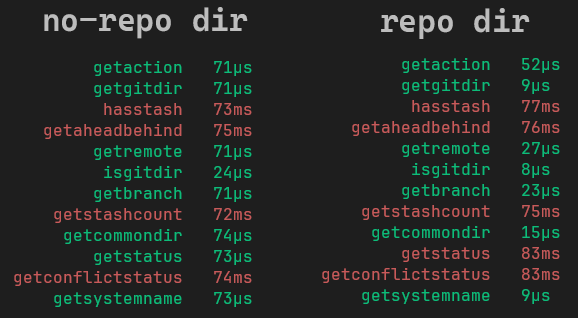 no-repo dir
getaction 71µs
getgitdir 71µs
hasstash 73ms
getaheadbehind 75ms
getremote 71µs
isgitdir 24µs
getbranch 71µs
getstashcount 72ms
getcommondir 74µs
getstatus 73µs
getconflictstatus 74ms
getsystemname 73µs
repo dir
getaction 52µs
getgitdir 9µs
hasstash 77ms
getaheadbehind 76ms
getremote 27µs
isgitdir 8µs
getbranch 23µs
getstashcount 75ms
getcommondir 15µs
getstatus 83ms
getconflictstatus 83ms
getsystemname 9µs